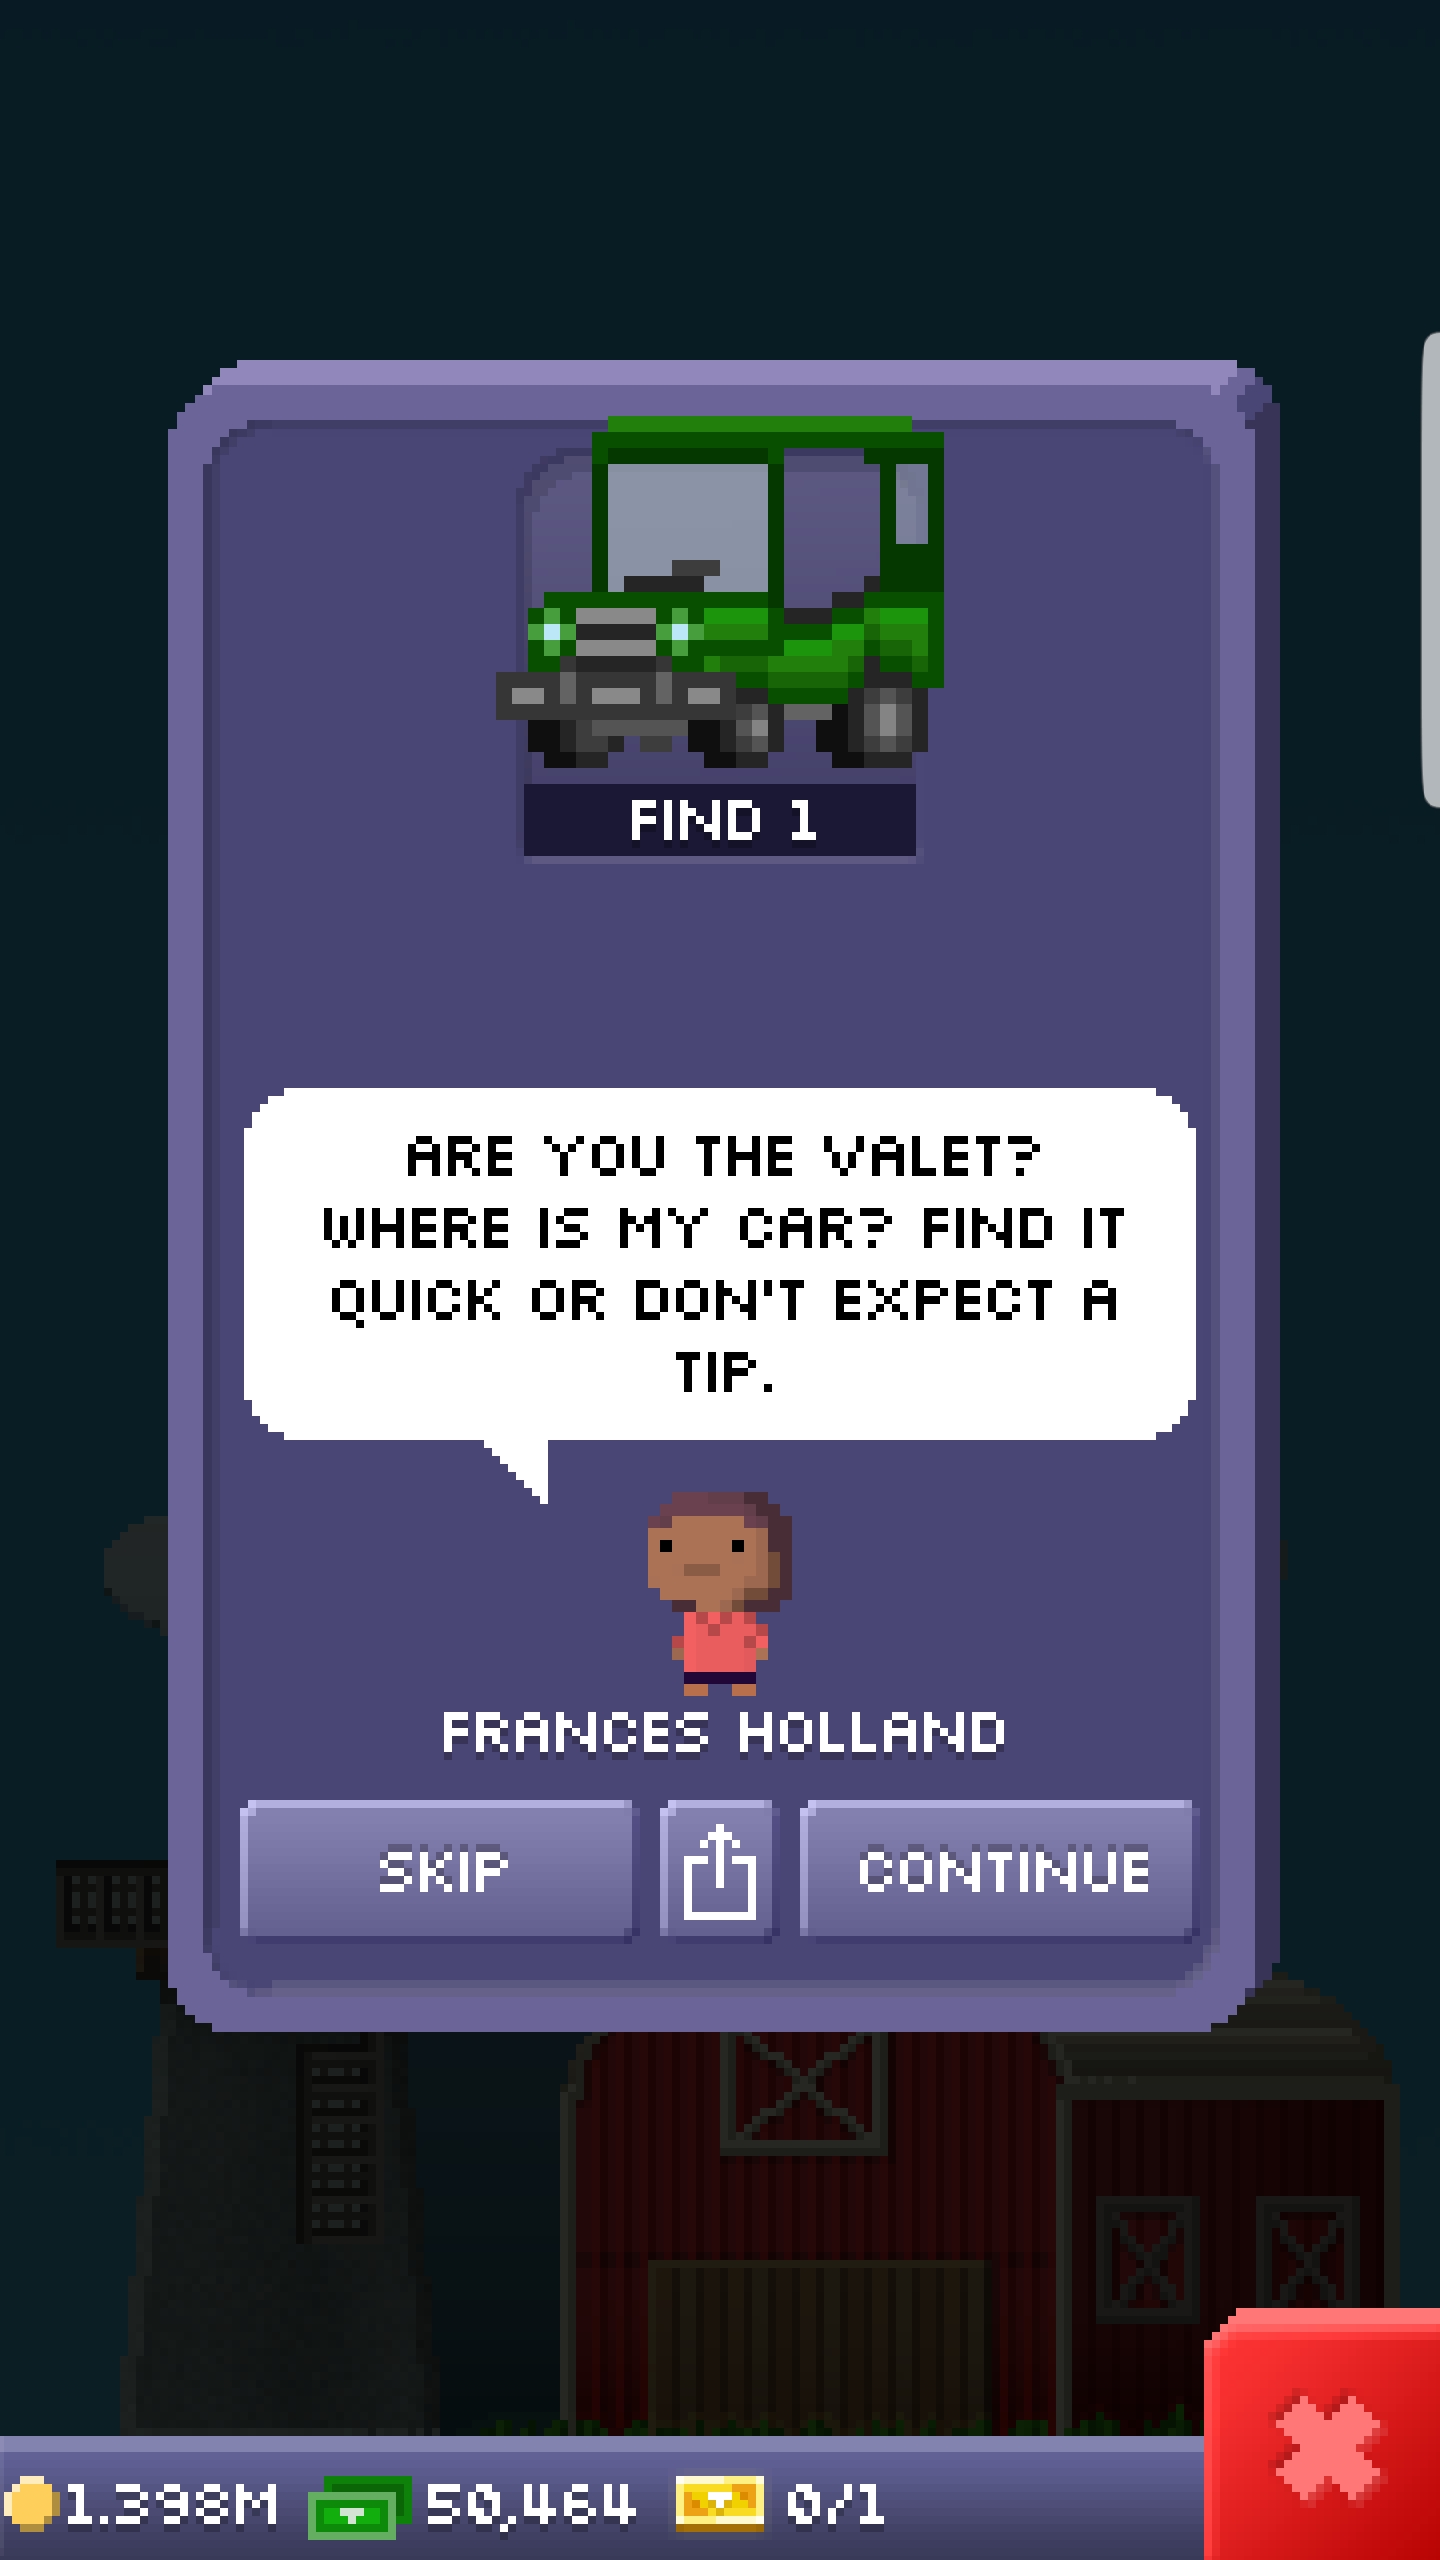 FIND 1
ARE YOU THE VALET?
WHERE IS MY CAR? FIND IT
QUICK OR DON'T EXPECT A
TIP.
FRANCES HOLLAND
SKIP
CONTINUE
1.398M 50,464 0/1